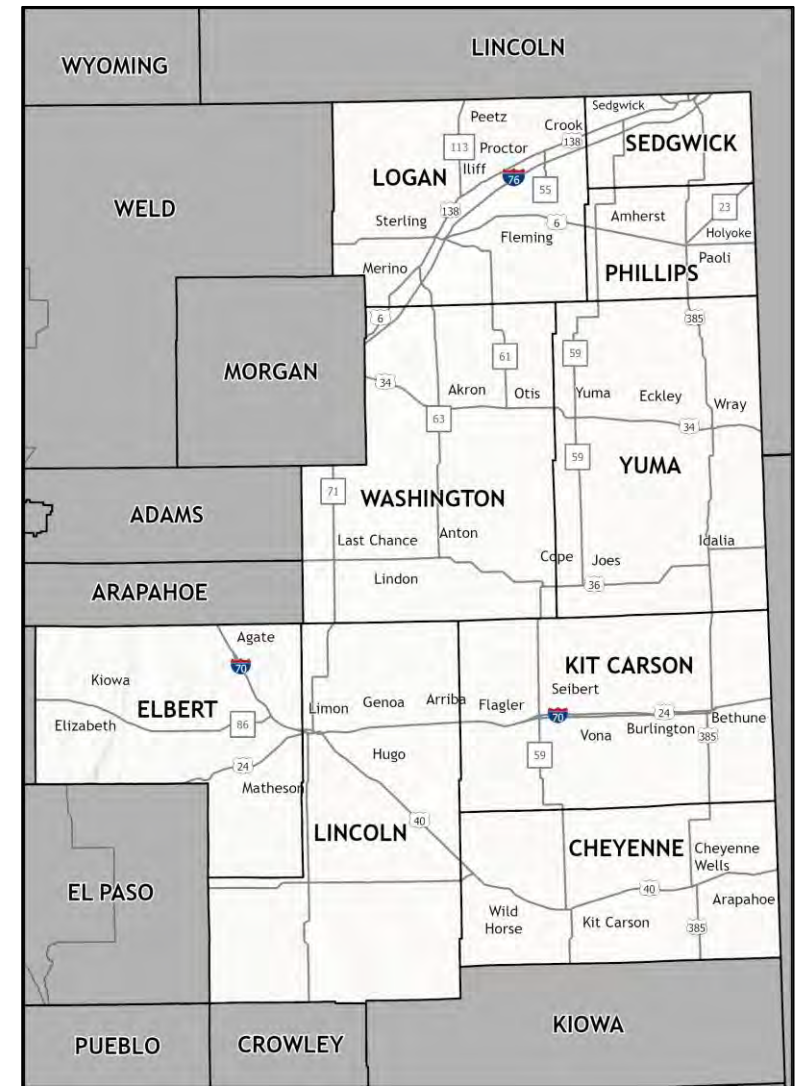 LINCOLN
WYOMING
Sedgwick
Peetz
Crook
138
SEDGWICK
113
Proctor
Iliff
76
LOGAN
55
WELD
138
Amherst
23
Sterling
6
Holyoke
Fleming
Paoli
Merino
PHILLIPS
6
385
MORGAN
61
59
34
Akron
Otis
Yuma
Eckley
Wray
63
34
59
YUMA
71
WASHINGTON
ADAMS
Last Chance
Anton
Idalia
Cope
Joes
Lindon
36
ARAPAHOE
Agate
70
KIT CARSON
Kiowa
Seibert
ELBERT
Limon
Genoa
Arriba
Flagler
70
24
Bethune
Elizabeth
86
Vona
Burlington
385
Hugo
59
24
Matheson
40
LINCOLN
CHEYENNE
Cheyenne
Wells
EL PASO
40
Arapahoe
Wild
Horse
Kit Carson
385
KIOWA
PUEBLO
CROWLEY